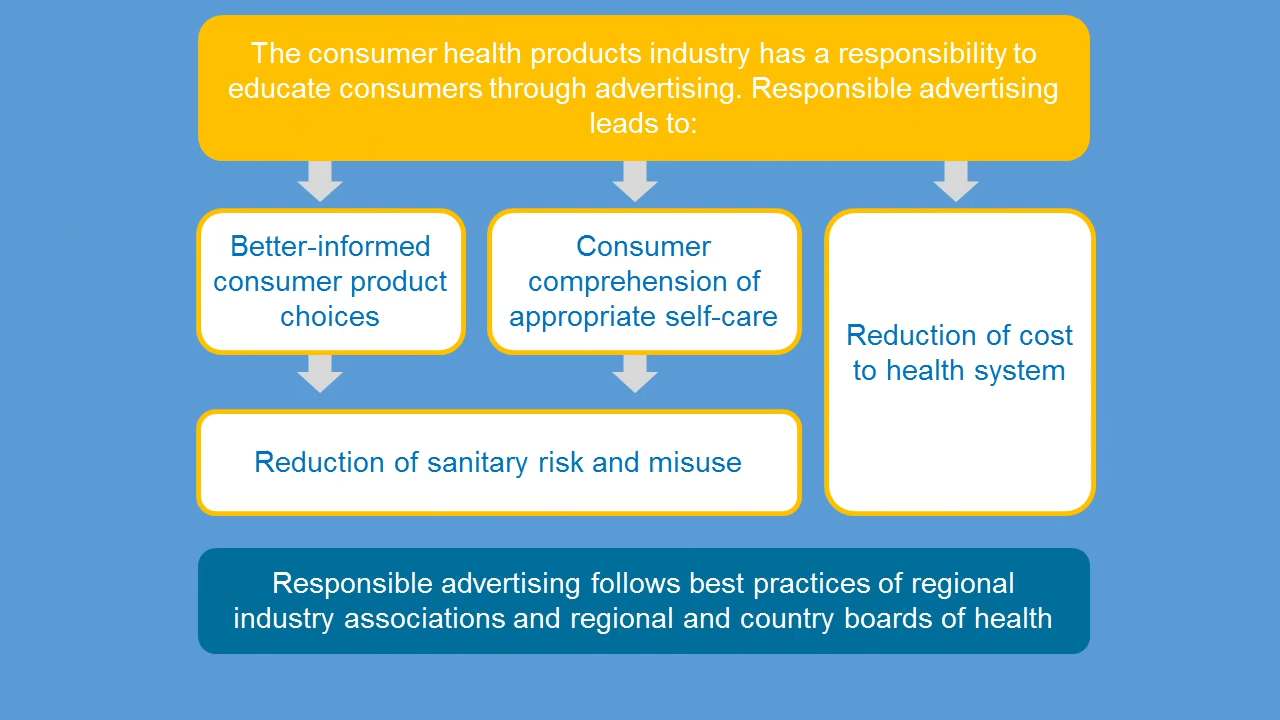 The consumer health products industry has a responsibility to
educate consumers through advertising. Responsible advertising
leads to:
Better-informed
consumer product
choices
Consumer
comprehension of
appropriate self-care
Reduction of cost
to health system
Reduction of sanitary risk and misuse
Responsible advertising follows best practices of regional
industry associations and regional and country boards of health